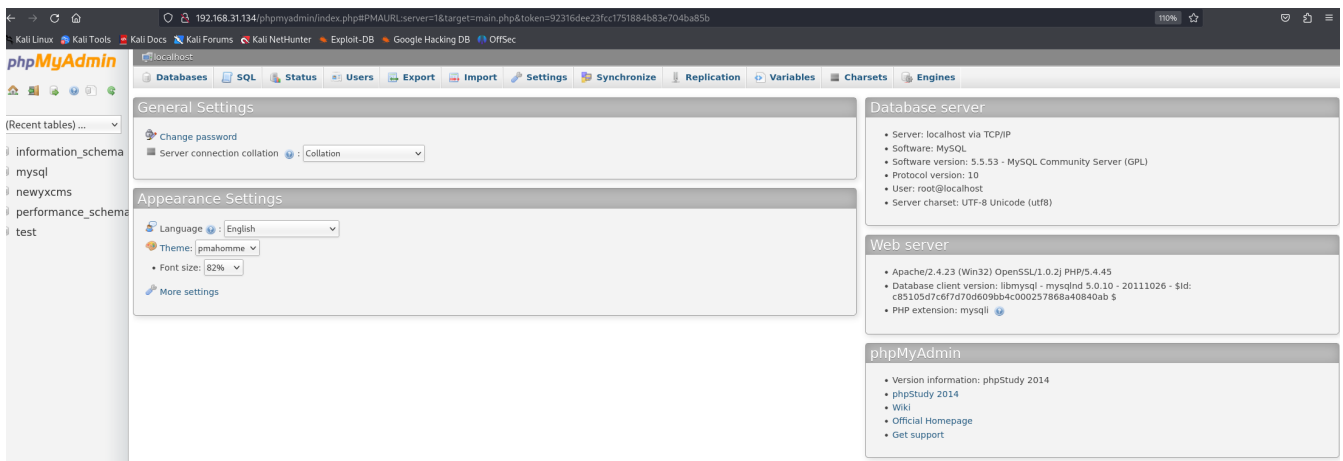 192.168.31.134/phpmyadmin/index.php#PMAURL:server=1&target=main.php&token=92316dee23fcc1751884b83e704ba85b
110%
Kali Linux Kali Tools Kali Docs Kali Forums Kali NetHunter Exploit-DB Google Hacking DB OffSec
phpMyAdmin
(Recent tables) ...
information_schema
mysql
newyxcms
performance_schema
test
localhost
Databases SQL Status Users Export Import Settings Synchronize Replication Variables Charsets Engines
General Settings
Change password
Server connection collation : Collation
Appearance Settings
Language : English
Theme: pmahomme
• Font size: 82%
More settings
Database server
• Server: localhost via TCP/IP
• Software: MySQL
• Software version: 5.5.53 - MySQL Community Server (GPL)
• Protocol version: 10
• User: root@localhost
• Server charset: UTF-8 Unicode (utf8)
Web server
• Apache/2.4.23 (Win32) OpenSSL/1.0.2j PHP/5.4.45
• Database client version: libmysql - mysqlnd 5.0.10 - 20111026 - $Id:
c85105d7c6f7d70d609bb4c000257868a40840ab $
• PHP extension: mysqli
phpMyAdmin
• Version information: phpStudy 2014
• phpStudy 2014
• Wiki
• Official Homepage
• Get support